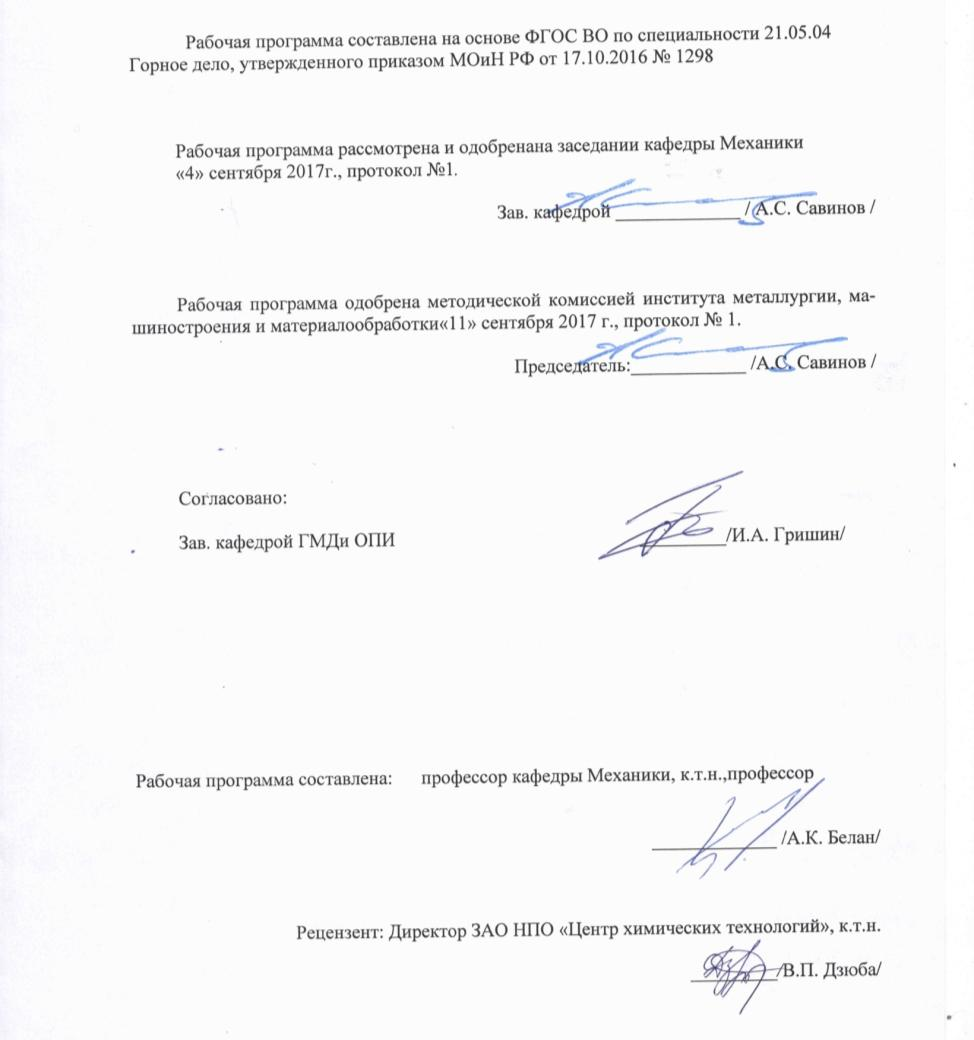 Рабочая программа составлена на основе ФГОС ВО по специальности 21.05.04
Горное дело, утвержденного приказом МОиН РФ от 17.10.2016 № 1298
Рабочая программа рассмотрена и одобренана заседании кафедры Механики
«4» сентября 2017г., протокол №1.
Зав. кафедрой _____________ / А.С. Савинов /
Рабочая программа одобрена методической комиссией института металлургии, ма-
шиностроения и материалообработки«11» сентября 2017 г., протокол № 1.
Председатель:____________ /А.С. Савинов /
Согласовано:
Зав. кафедрой ГМДи ОПИ _________/И.А. Гришин/
Рабочая программа составлена: профессор кафедры Механики, к.т.н.,профессор
_____________ /А.К. Белан/
Рецензент: Директор ЗАО НПО «Центр химических технологий», к.т.н.
_________/В.П. Дзюба/